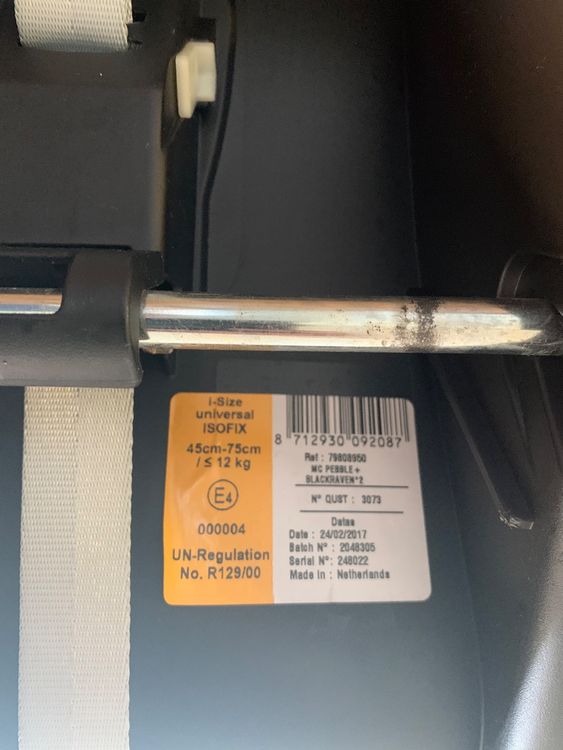 i-Size
universal
ISOFIX
45cm-75cm
/ ≤ 12 kg
E4
000004
UN-Regulation
No. R129/00
8 712930 092087
Ref : 79808950
MC PEBBLE+
BLACKRAVEN*2
N° QUST : 3073
Datas
Date : 24/02/2017
Batch N° : 2048305
Serial N° : 248022
Made in : Netherlands